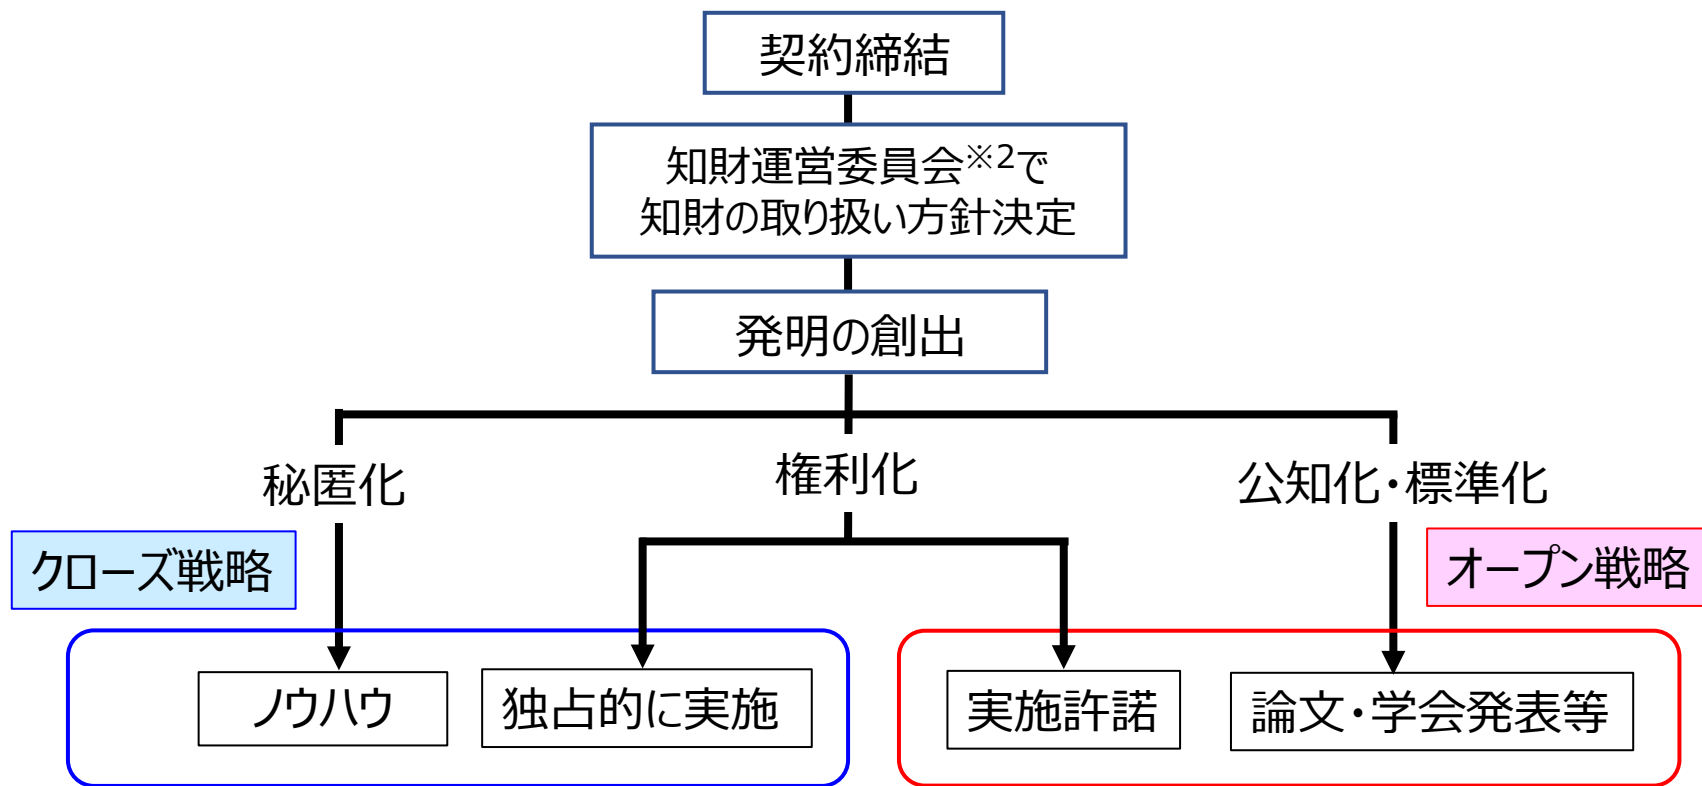 契約締結
知財運営委員会※2で
知財の取り扱い方針決定
発明の創出
秘匿化
権利化
公知化・標準化
クローズ戦略
オープン戦略
ノウハウ
独占的に実施
実施許諾
論文・学会発表等